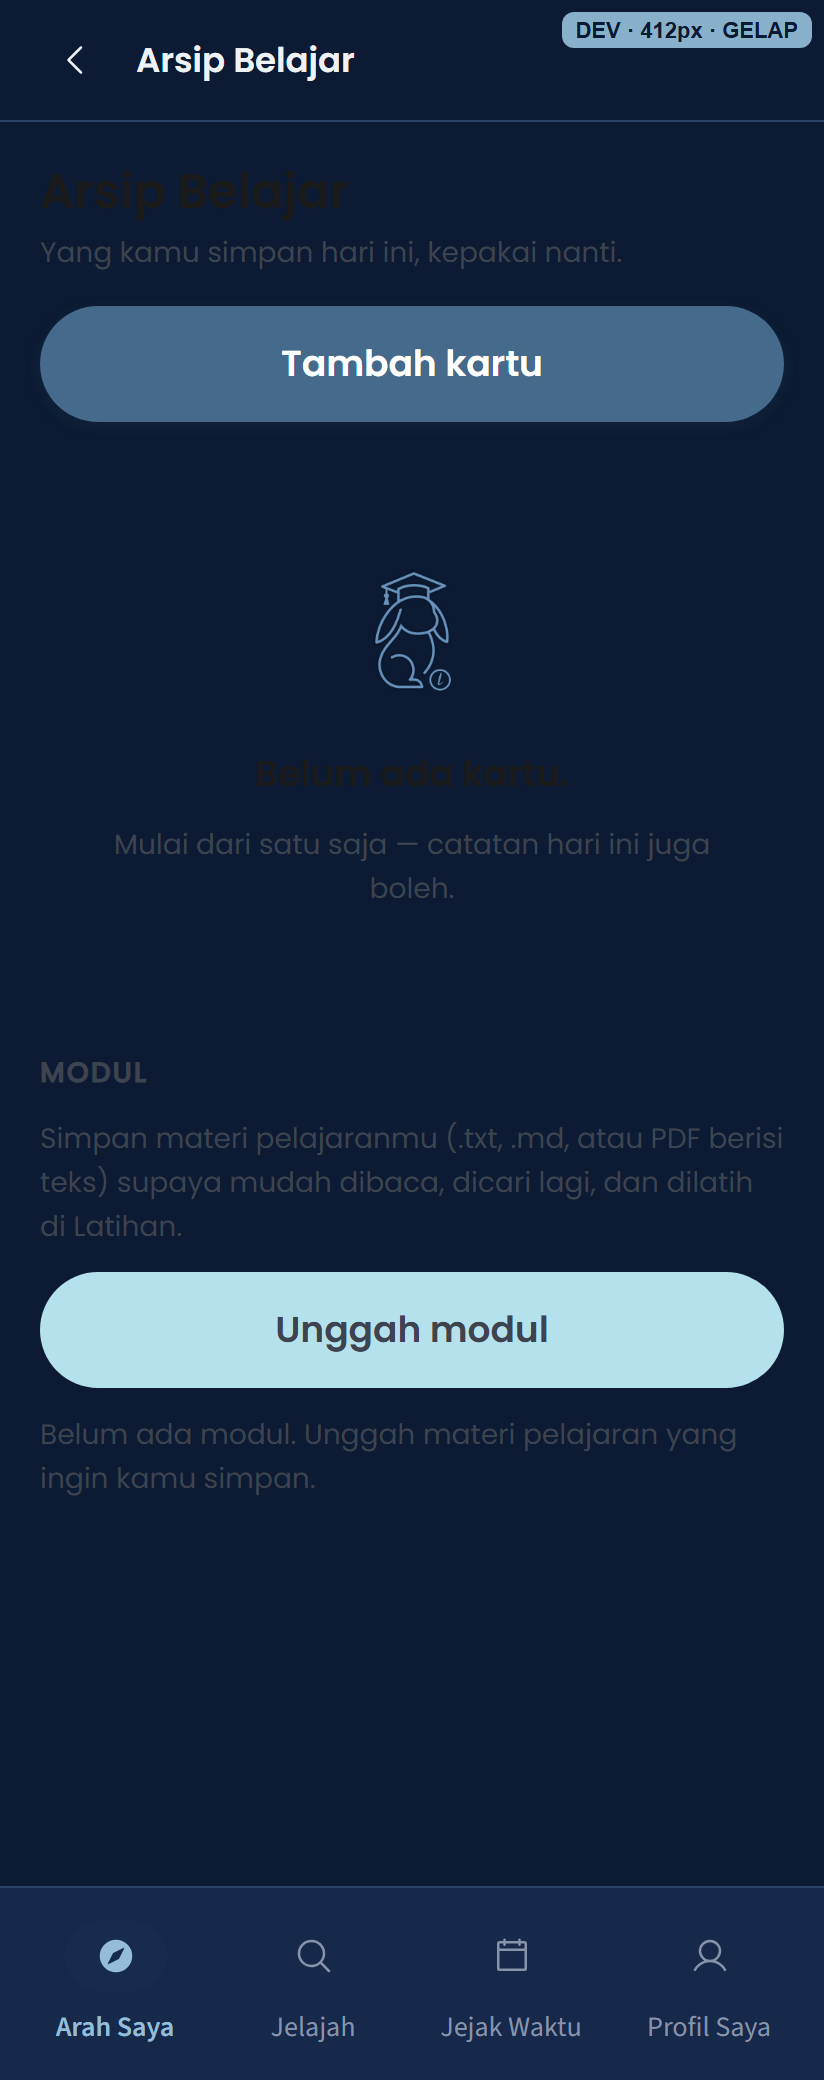 DEV · 412px · GELAP
Arsip Belajar
Arsip Belajar
Yang kamu simpan hari ini, kepakai nanti.
Tambah kartu
Belum ada kartu.
Mulai dari satu saja — catatan hari ini juga
boleh.
MODUL
Simpan materi pelajaranmu (.txt, .md, atau PDF berisi
teks) supaya mudah dibaca, dicari lagi, dan dilatih
di Latihan.
Unggah modul
Belum ada modul. Unggah materi pelajaran yang
ingin kamu simpan.
Arah Saya
Jelajah
Jejak Waktu
Profil Saya